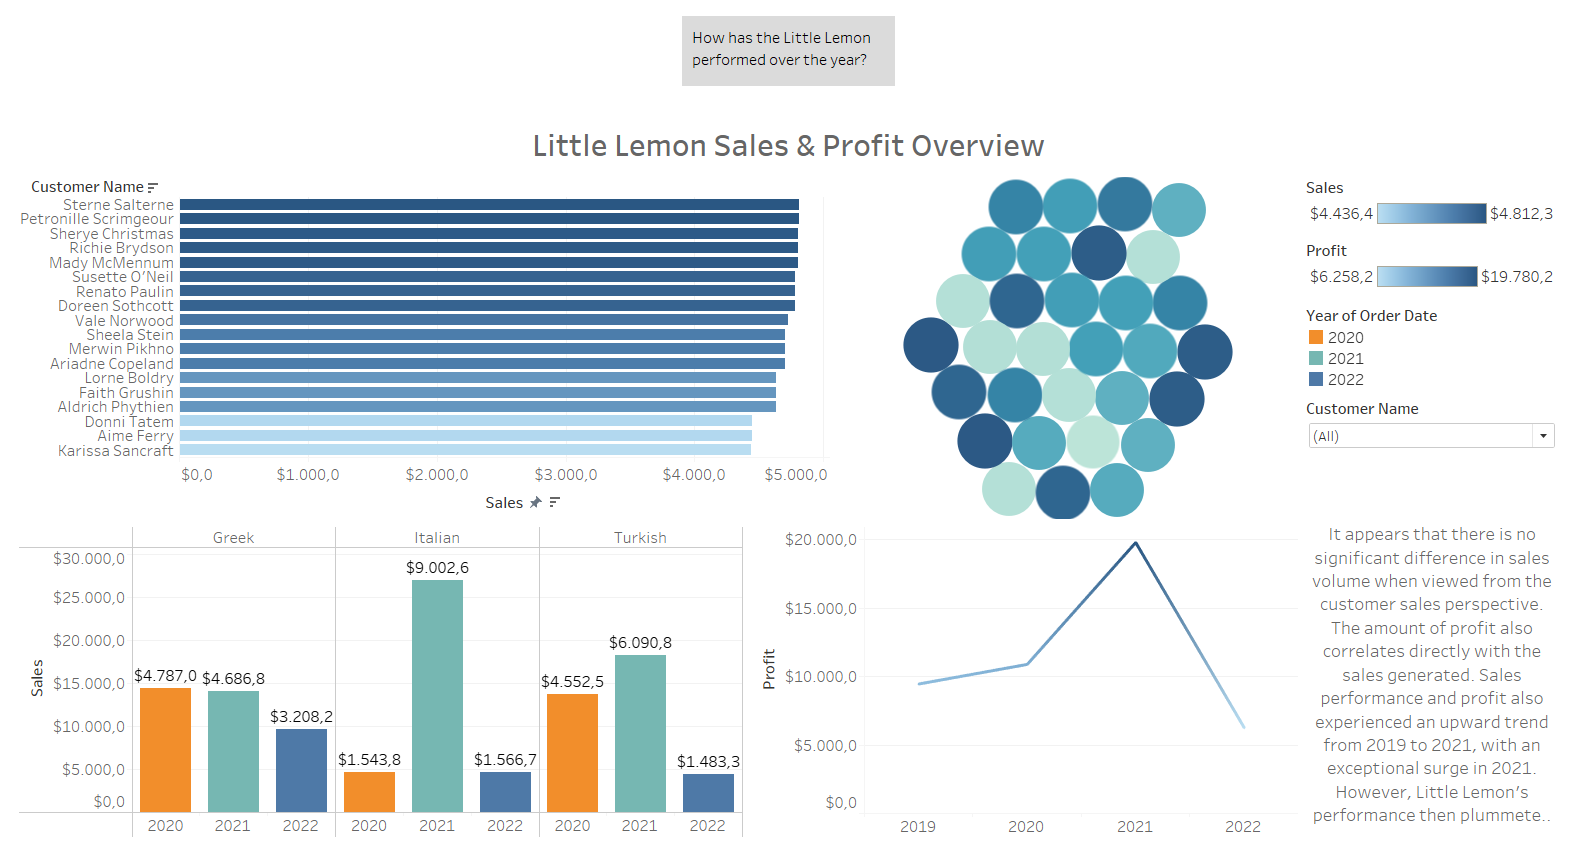 How has the Little Lemon
performed over the year?
Little Lemon Sales & Profit Overview
Customer Name
Sterne Salterne
Petronille Scrimgeour
Sherye Christmas
Richie Brydson
Mady McMennum
Susette O'Neil
Renato Paulin
Doreen Sothcott
Vale Norwood
Sheela Stein
Merwin Pikhno
Ariadne Copeland
Lorne Boldry
Faith Grushin
Aldrich Phythien
Donni Tatem
Aime Ferry
Karissa Sancraft
$0,0 $1.000,0 $2.000,0 $3.000,0 $4.000,0 $5.000,0
Sales
Sales
$4.436,4 $4.812,3
Profit
$6.258,2 $19.780,2
Year of Order Date
2020
2021
2022
Customer Name
(All)
Greek Italian Turkish
Sales
$30.000,0
$25.000,0
$20.000,0
$15.000,0
$10.000,0
$5.000,0
$0,0
$4.787,0 $4.686,8 $3.208,2
$1.543,8 $9.002,6 $1.566,7
$4.552,5 $6.090,8 $1.483,3
2020 2021 2022 2020 2021 2022 2020 2021 2022
Profit
$20.000,0
$15.000,0
$10.000,0
$5.000,0
$0,0
2019 2020 2021 2022
It appears that there is no
significant difference in sales
volume when viewed from the
customer sales perspective.
The amount of profit also
correlates directly with the
sales generated. Sales
performance and profit also
experienced an upward trend
from 2019 to 2021, with an
exceptional surge in 2021.
However, Little Lemon's
performance then plummete..